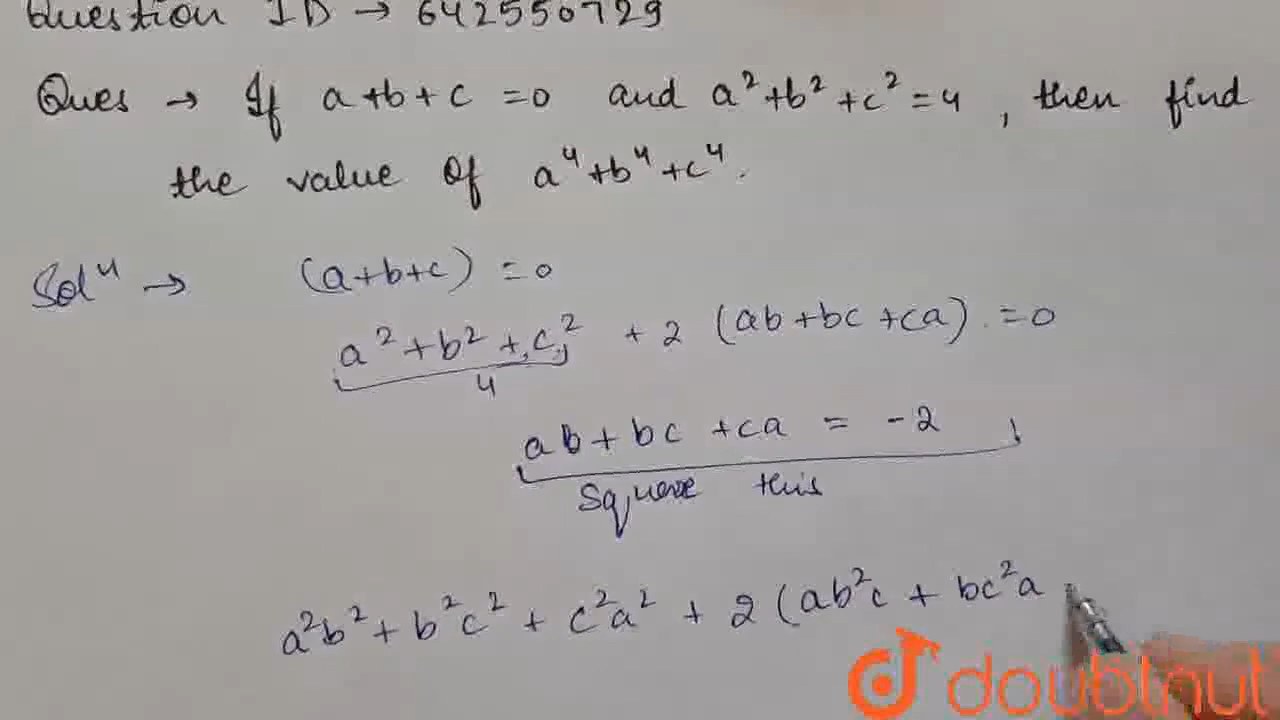 Question ID → 642550729
Ques → If a+b+c =0 and a²+b²+c²=4, then find
the value of a⁴+b⁴+c⁴.
Solⁿ → (a+b+c) =0
a²+b²+c² + 2 (ab+bc+ca) =0
4
ab+bc+ca = -2
Square this
a²b²+b²c²+c²a² + 2 (ab²c + bc²a
doubtnut